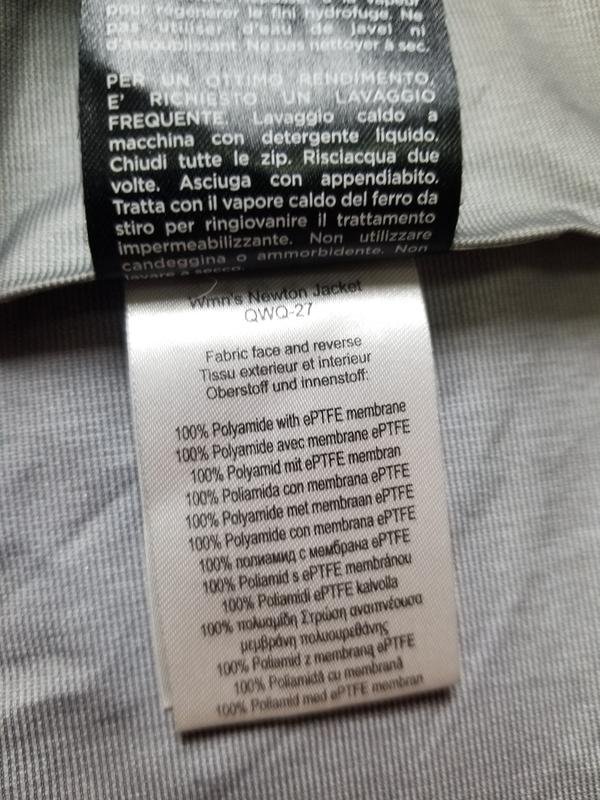 pour régénérer le fini hydrofuge. Ne
pas utiliser d'eau de javel ni
d'assouplissant. Ne pas nettoyer à sec.
PER UN OTTIMO RENDIMENTO,
E' RICHIESTO UN LAVAGGIO
FREQUENTE. Lavaggio caldo a
macchina con detergente liquido.
Chiudi tutte le zip. Risciacqua due
volte. Asciuga con appendiabito.
Tratta con il vapore caldo del ferro da
stiro per ringiovanire il trattamento
impermeabilizzante. Non utilizzare
candeggina o ammorbidente. Non
lavare a secco.
Wmn's Newton Jacket
QWQ-27
Fabric face and reverse
Tissu exterieur et interieur
Oberstoff und innenstoff:
100% Polyamide with ePTFE membrane
100% Polyamide avec membrane ePTFE
100% Polyamid mit ePTFE membran
100% Poliamida con membrana ePTFE
100% Polyamide met membraan ePTFE
100% Polyamide con membrana ePTFE
100% полиамид с мембрана ePTFE
100% Poliamid s ePTFE membránou
100% Poliamidi ePTFE kalvolla
100% πολυαμίδη Στρώση αναπνέουσα
μεμβράνη πολυουρεθάνης
100% Poliamid z membraną ePTFE
100% Poliamidă cu membrană
100% Poliamid med ePTFE membran